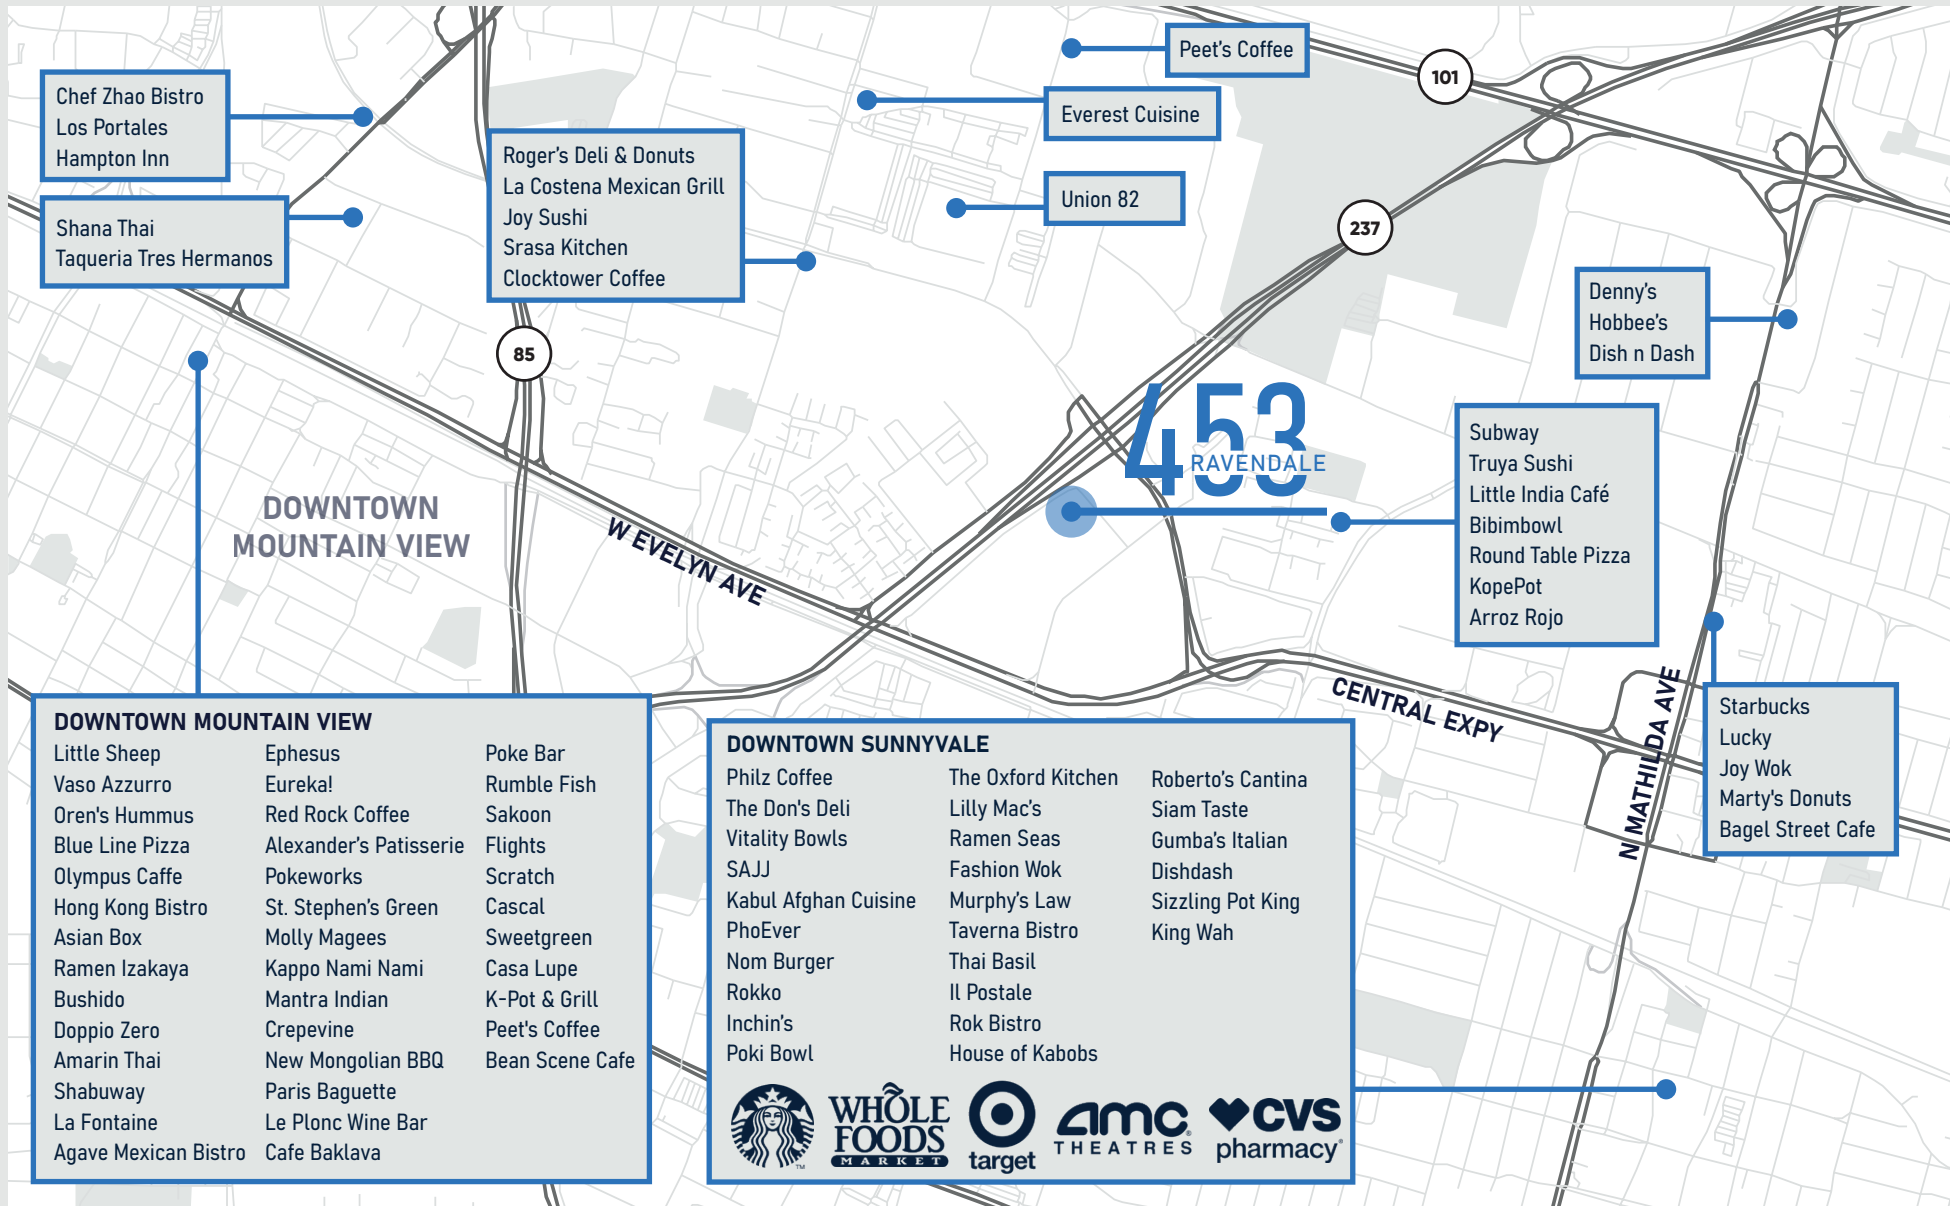 Peet's Coffee
101
Chef Zhao Bistro
Los Portales
Hampton Inn
Everest Cuisine
Roger's Deli & Donuts
La Costena Mexican Grill
Joy Sushi
Srasa Kitchen
Clocktower Coffee
Union 82
Shana Thai
Taqueria Tres Hermanos
237
Denny's
Hobbee's
Dish n Dash
85
453
RAVENDALE
Subway
Truya Sushi
Little India Café
Bibimbowl
Round Table Pizza
KopePot
Arroz Rojo
DOWNTOWN
MOUNTAIN VIEW
W EVELYN AVE
CENTRAL EXPY
N MATHILDA AVE
Starbucks
Lucky
Joy Wok
Marty's Donuts
Bagel Street Cafe
DOWNTOWN MOUNTAIN VIEW
Little Sheep
Vaso Azzurro
Oren's Hummus
Blue Line Pizza
Olympus Caffe
Hong Kong Bistro
Asian Box
Ramen Izakaya
Bushido
Doppio Zero
Amarin Thai
Shabuway
La Fontaine
Agave Mexican Bistro
Ephesus
Eureka!
Red Rock Coffee
Alexander's Patisserie
Pokeworks
St. Stephen's Green
Molly Magees
Kappo Nami Nami
Mantra Indian
Crepevine
New Mongolian BBQ
Paris Baguette
Le Plonc Wine Bar
Cafe Baklava
Poke Bar
Rumble Fish
Sakoon
Flights
Scratch
Cascal
Sweetgreen
Casa Lupe
K-Pot & Grill
Peet's Coffee
Bean Scene Cafe
DOWNTOWN SUNNYVALE
Philz Coffee
The Don's Deli
Vitality Bowls
SAJJ
Kabul Afghan Cuisine
PhoEver
Nom Burger
Rokko
Inchin's
Poki Bowl
The Oxford Kitchen
Lilly Mac's
Ramen Seas
Fashion Wok
Murphy's Law
Taverna Bistro
Thai Basil
Il Postale
Rok Bistro
House of Kabobs
Roberto's Cantina
Siam Taste
Gumba's Italian
Dishdash
Sizzling Pot King
King Wah
TM
WHOLE
FOODS
MARKET
target
amc
THEATRES
CVS
pharmacy